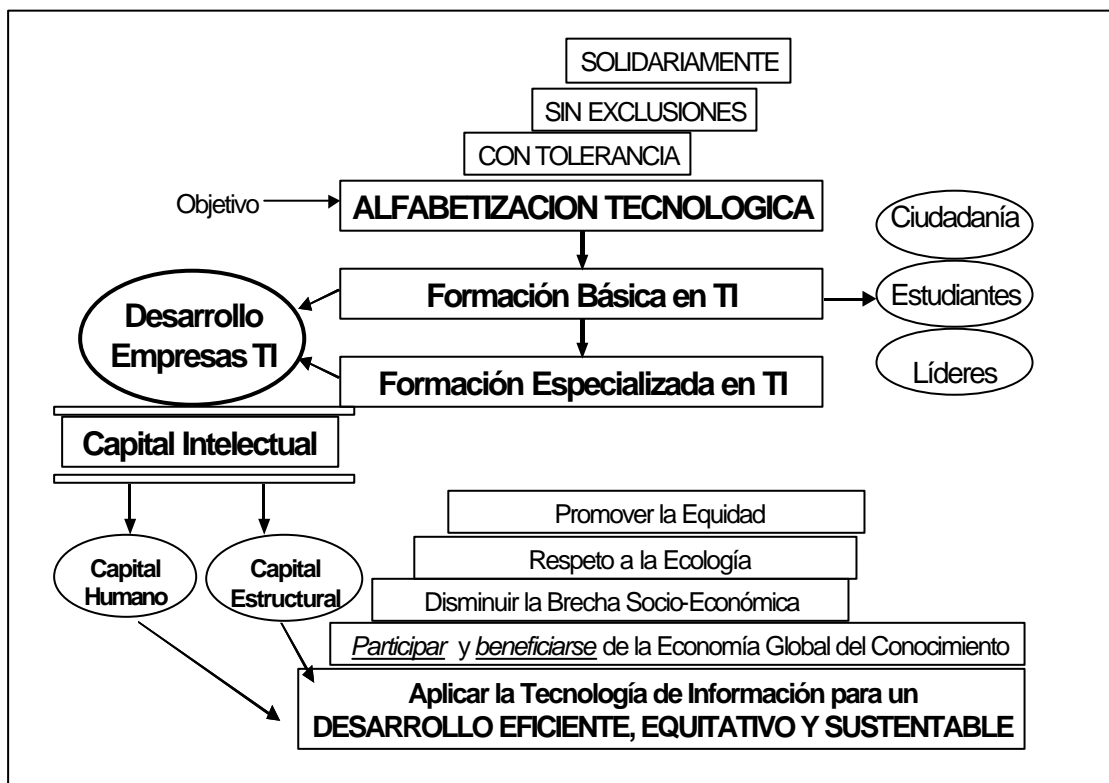 SOLIDARIAMENTE
SIN EXCLUSIONES
CON TOLERANCIA
Objetivo
ALFABETIZACION TECNOLOGICA
Ciudadanía
Formación Básica en TI
Estudiantes
Desarrollo
Empresas TI
Formación Especializada en TI
Líderes
Capital Intelectual
Promover la Equidad
Respeto a la Ecología
Capital
Humano
Capital
Estructural
Disminuir la Brecha Socio-Económica
Participar y beneficiarse de la Economía Global del Conocimiento
Aplicar la Tecnología de Información para un
DESARROLLO EFICIENTE, EQUITATIVO Y SUSTENTABLE